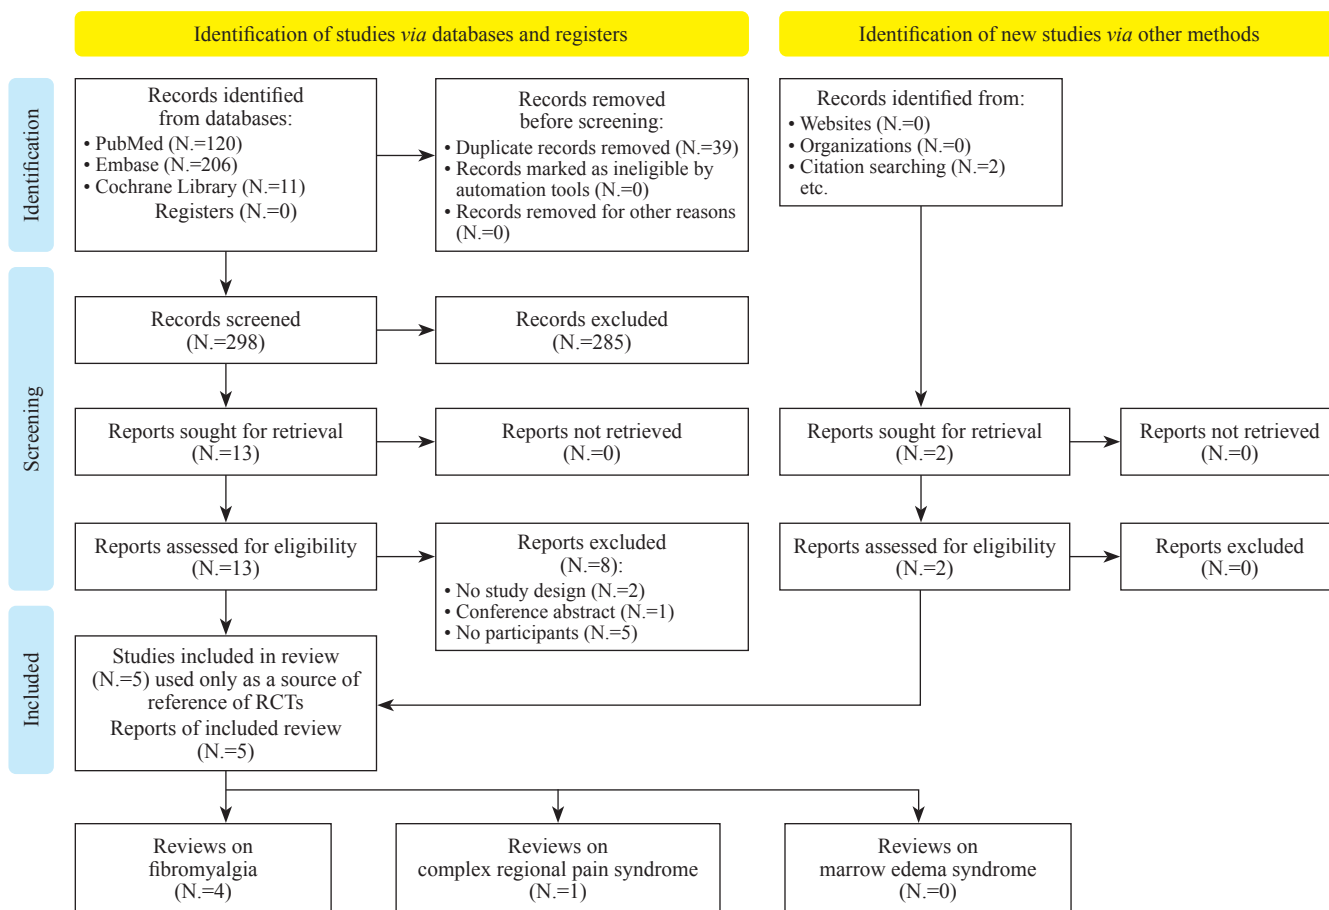 Identification of studies via databases and registers
Identification of new studies via other methods
Identification
Records identified
from databases:
• PubMed (N.=120)
• Embase (N.=206)
• Cochrane Library (N.=11)
Registers (N.=0)
Records removed
before screening:
• Duplicate records removed (N.=39)
• Records marked as ineligible by
automation tools (N.=0)
• Records removed for other reasons
(N.=0)
Records identified from:
• Websites (N.=0)
• Organizations (N.=0)
• Citation searching (N.=2)
etc.
Screening
Records screened
(N.=298)
Records excluded
(N.=285)
Reports sought for retrieval
(N.=13)
Reports not retrieved
(N.=0)
Reports sought for retrieval
(N.=2)
Reports not retrieved
(N.=0)
Reports assessed for eligibility
(N.=13)
Reports excluded
(N.=8):
• No study design (N.=2)
• Conference abstract (N.=1)
• No participants (N.=5)
Reports assessed for eligibility
(N.=2)
Reports excluded
(N.=0)
Included
Studies included in review
(N.=5) used only as a source of
reference of RCTs
Reports of included review
(N.=5)
Reviews on
fibromyalgia
(N.=4)
Reviews on
complex regional pain syndrome
(N.=1)
Reviews on
marrow edema syndrome
(N.=0)